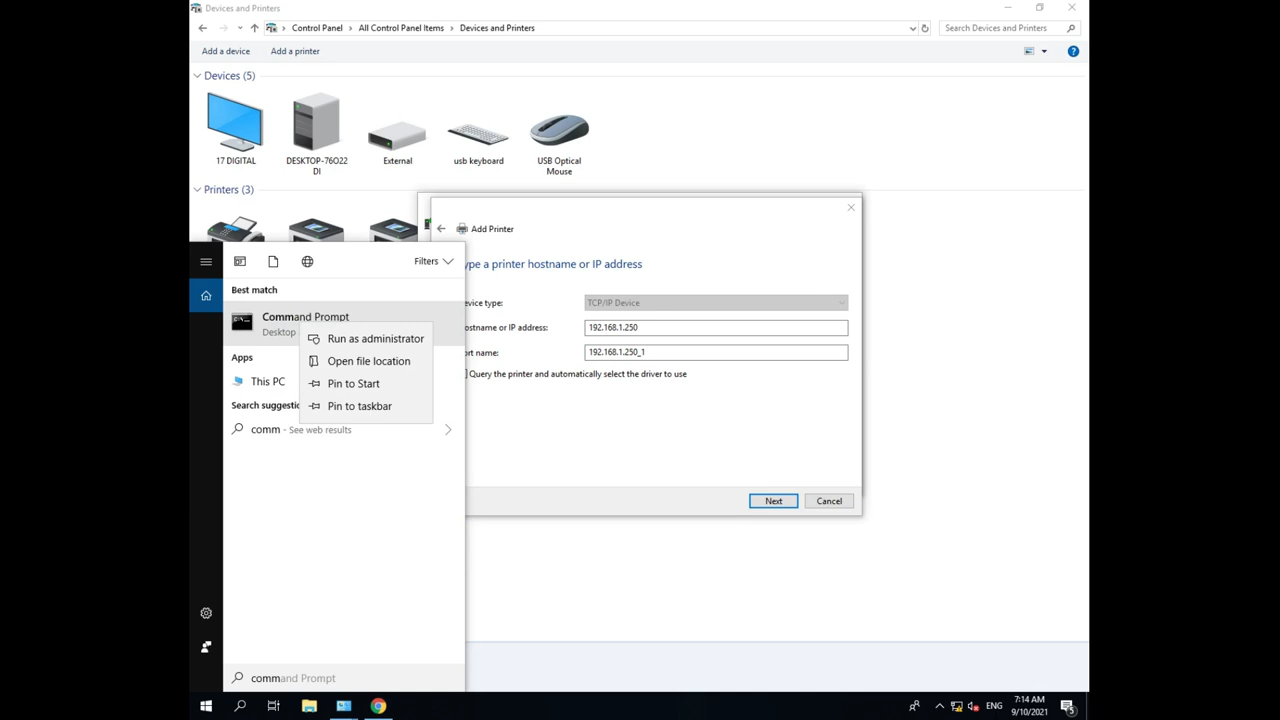 Devices and Printers
Control Panel
All Control Panel Items
Devices and Printers
Search Devices and Printers
Add a device
Add a printer
Devices (5)
17 DIGITAL
DESKTOP-76O22
DI
External
usb keyboard
USB Optical
Mouse
Printers (3)
Add Printer
ype a printer hostname or IP address
evice type:
TCP/IP Device
ostname or IP address:
192.168.1.250
ort name:
192.168.1.250_1
Query the printer and automatically select the driver to use
Next
Cancel
Filters
Best match
Command Prompt
Desktop
Run as administrator
Open file location
Pin to Start
Pin to taskbar
Apps
This PC
Search suggestio
comm - See web results
command Prompt
ENG
7:14 AM
9/10/2021
5